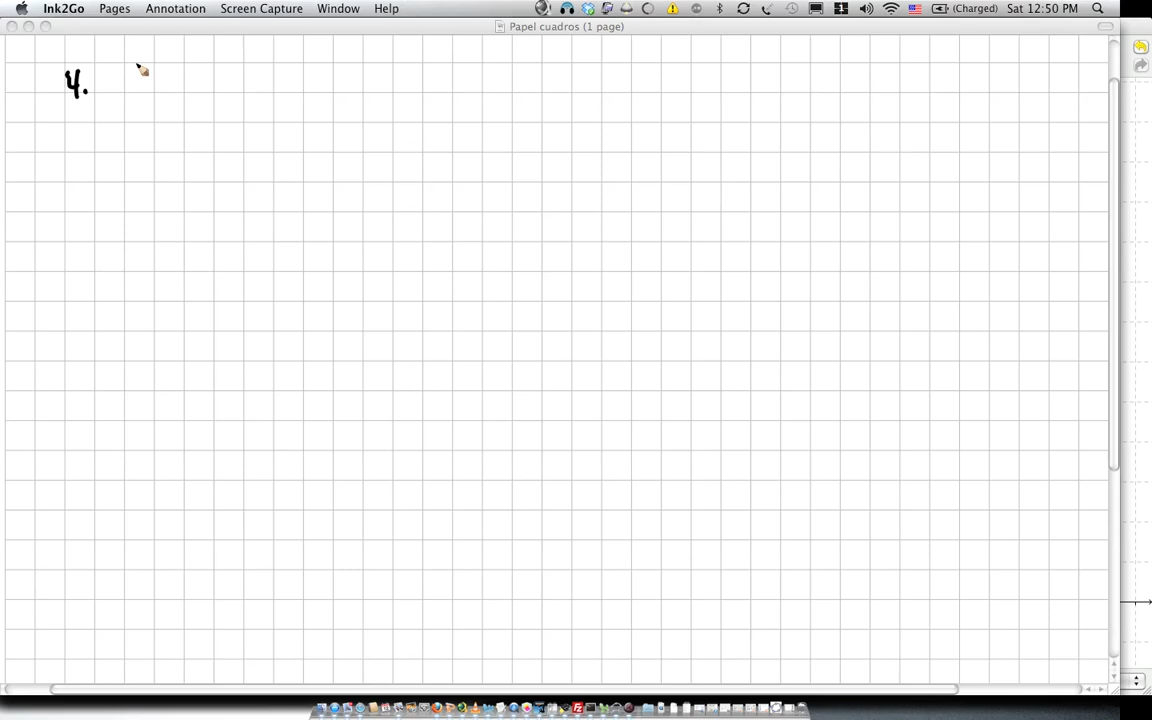 Ink2Go Pages Annotation Screen Capture Window Help (Charged) Sat 12:50 PM
Papel cuadros (1 page)
4.